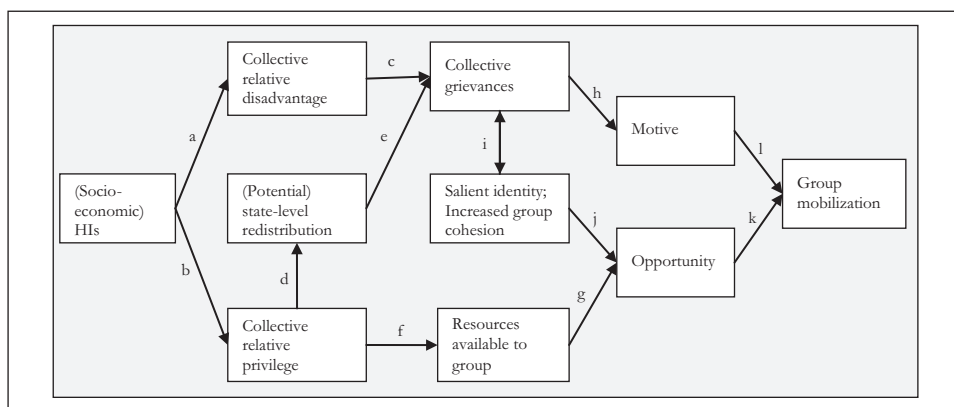 Collective
relative
disadvantage
c
Collective
grievances
h
Motive
a
e
i
l
(Socio-
economic)
HIs
(Potential)
state-level
redistribution
Salient identity;
Increased group
cohesion
j
Group
mobilization
k
b
d
Opportunity
g
Collective
relative
privilege
f
Resources
available to
group